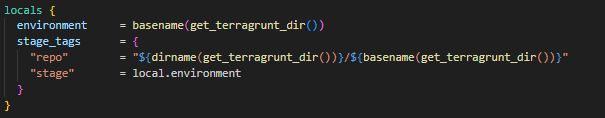 locals {
  environment     = basename(get_terragrunt_dir())
  stage_tags      = {
    "repo"        = "${dirname(get_terragrunt_dir())}/${basename(get_terragrunt_dir())}"
    "stage"       = local.environment
  }
}